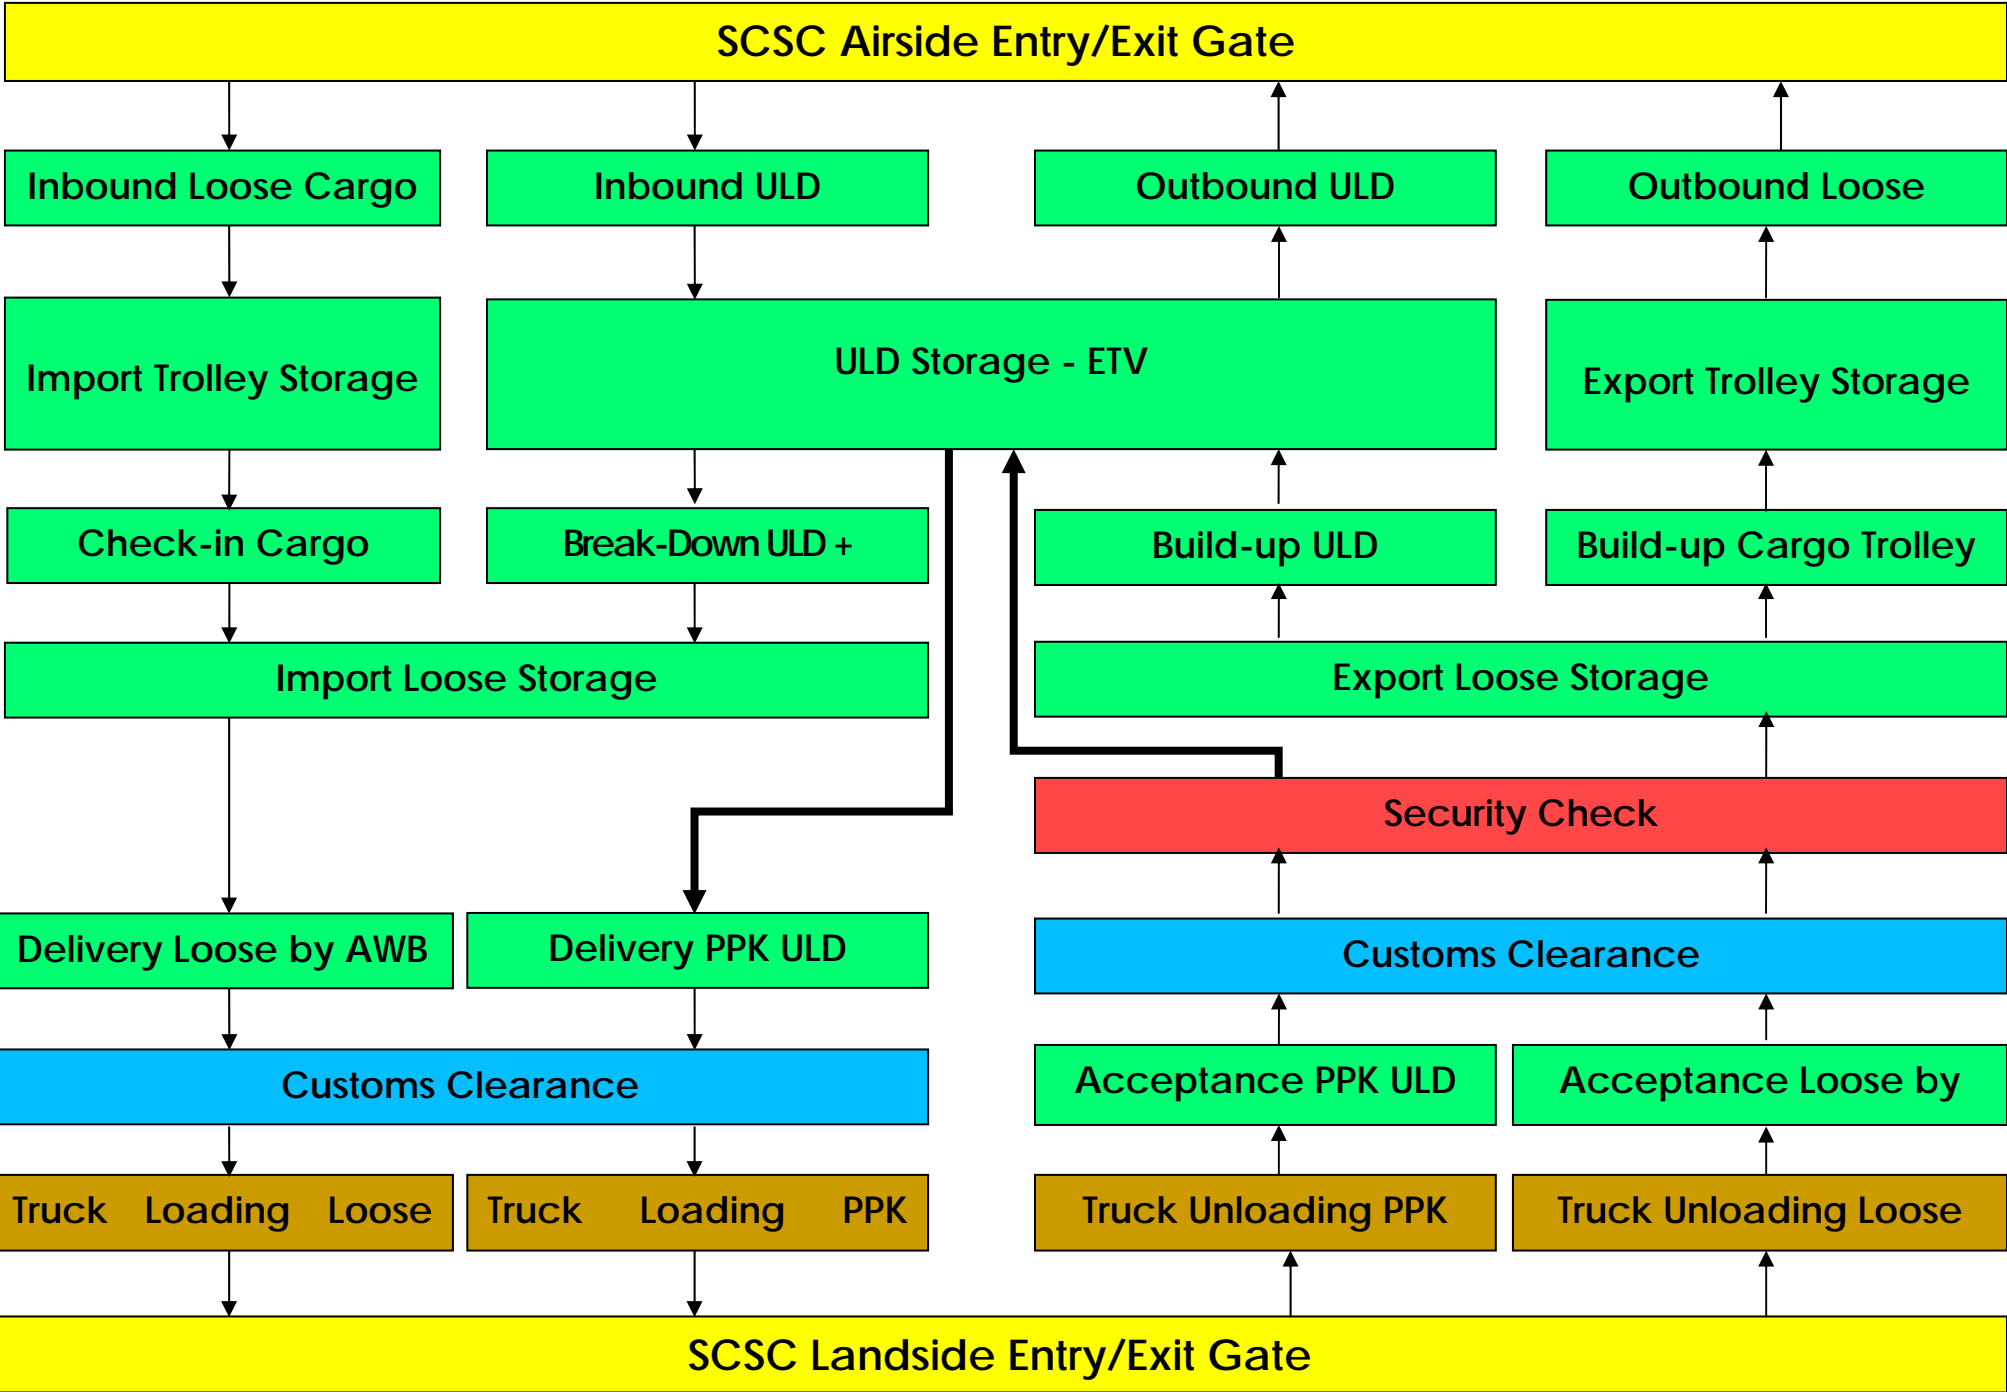 SCSC Airside Entry/Exit Gate
Inbound Loose Cargo
Inbound ULD
Outbound ULD
Outbound Loose
Import Trolley Storage
ULD Storage - ETV
Export Trolley Storage
Check-in Cargo
Break-Down ULD +
Build-up ULD
Build-up Cargo Trolley
Import Loose Storage
Export Loose Storage
Security Check
Delivery Loose by AWB
Delivery PPK ULD
Customs Clearance
Customs Clearance
Acceptance PPK ULD
Acceptance Loose by
Truck Loading Loose
Truck Loading PPK
Truck Unloading PPK
Truck Unloading Loose
SCSC Landside Entry/Exit Gate